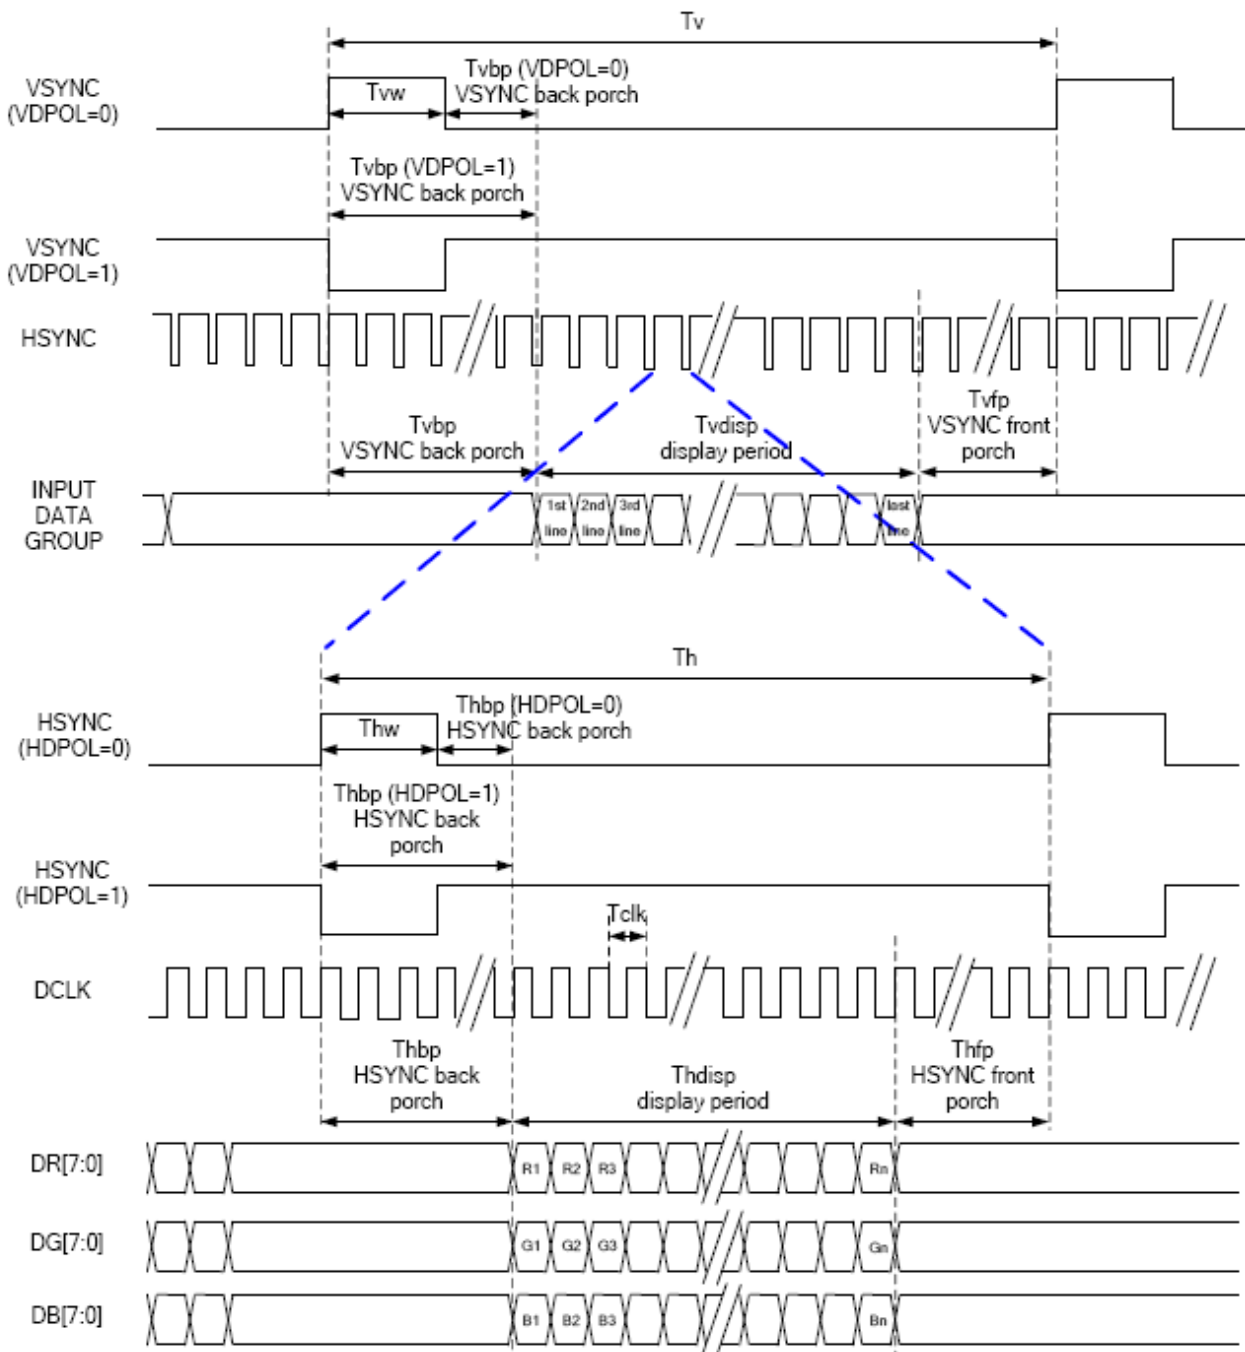 Tv
VSYNC
(VDPOL=0)
Tvw
Tvbp (VDPOL=0)
VSYNC back porch
Tvbp (VDPOL=1)
VSYNC back porch
VSYNC
(VDPOL=1)
HSYNC
Tvbp
VSYNC back porch
Tvdisp
display period
Tvfp
VSYNC front
porch
INPUT
DATA
GROUP
1st
line
2nd
line
3rd
line
last
line
Th
HSYNC
(HDPOL=0)
Thw
Thbp (HDPOL=0)
HSYNC back porch
Thbp (HDPOL=1)
HSYNC back
porch
HSYNC
(HDPOL=1)
Tclk
DCLK
Thbp
HSYNC back
porch
Thdisp
display period
Thfp
HSYNC front
porch
DR[7:0]
R1 R2 R3 Rn
DG[7:0]
G1 G2 G3 Gn
DB[7:0]
B1 B2 B3 Bn